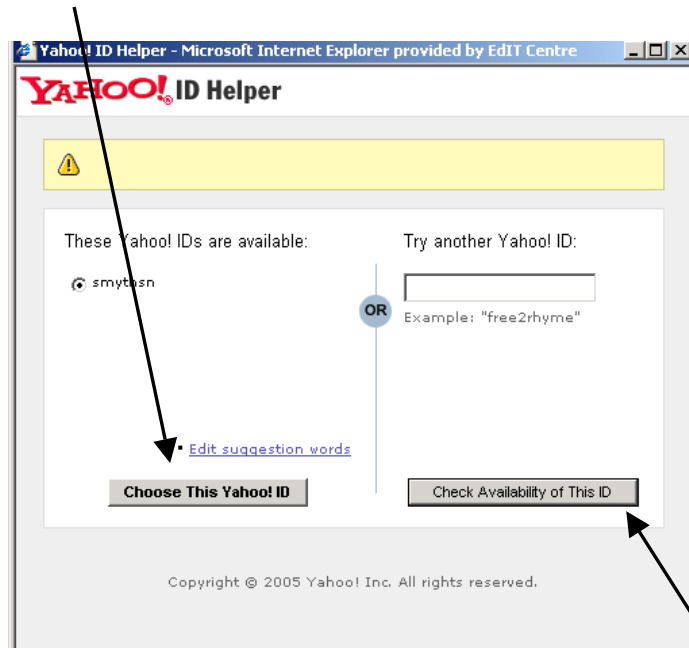 Yahoo! ID Helper - Microsoft Internet Explorer provided by EdIT Centre
YAHOO! ® ID Helper
These Yahoo! IDs are available:
smythsn
Edit suggestion words
Choose This Yahoo! ID
OR
Try another Yahoo! ID:
Example: "free2rhyme"
Check Availability of This ID
Copyright © 2005 Yahoo! Inc. All rights reserved.